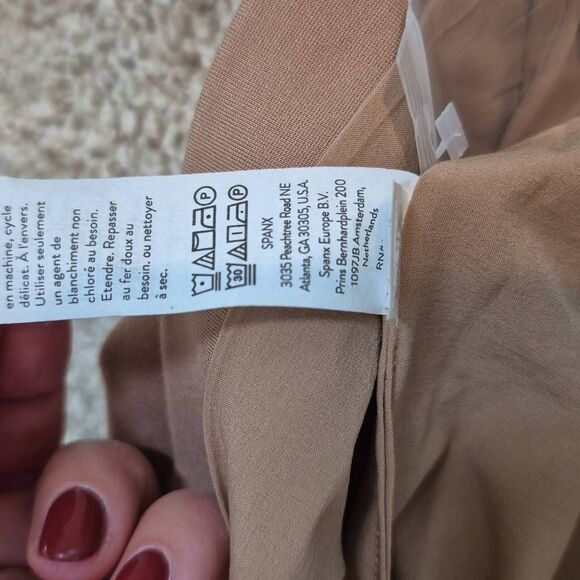 en machine, cycle
délicat. À l'envers.
Utiliser seulement
un agent de
blanchiment non
chloré au besoin.
Etendre. Repasser
au fer doux au
besoin. ou nettoyer
à sec.
P
30 P
SPANX
3035 Peachtree Road NE
Atlanta, GA 30305, U.S.A.
Spanx Europe B.V.
Prins Bernhardplein 200
1097JB Amsterdam,
Netherlands